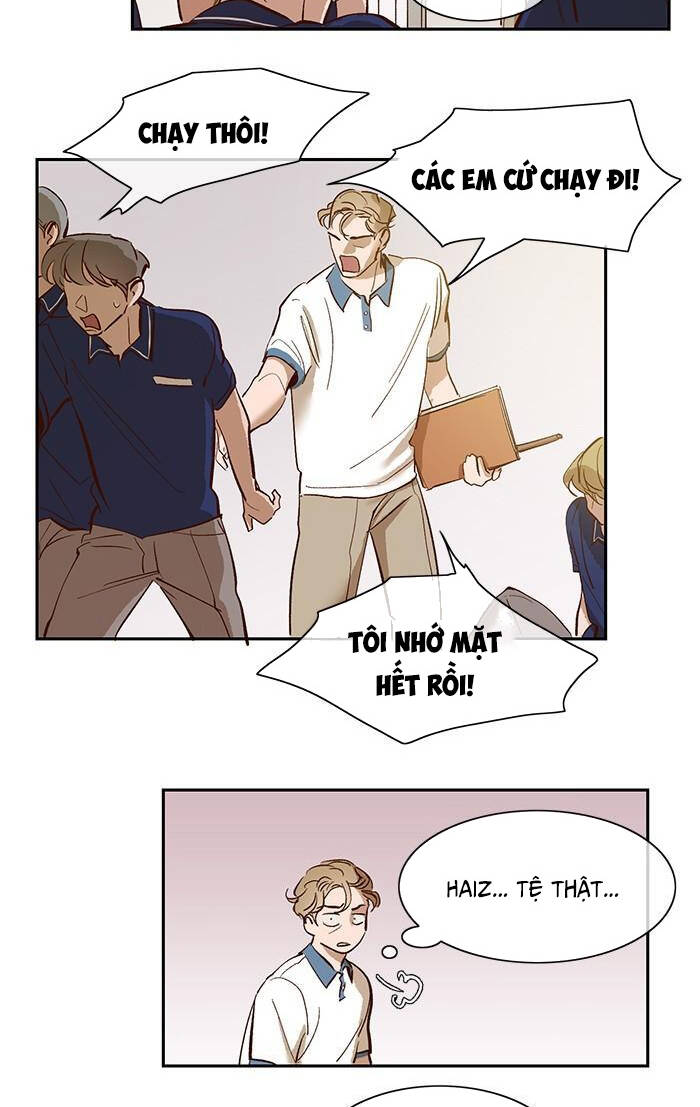 CHẠY THÔI!
CÁC EM CỨ CHẠY ĐI!
TÔI NHỚ MẶT
HẾT RỒI!
HAIZ... TỆ THẬT...